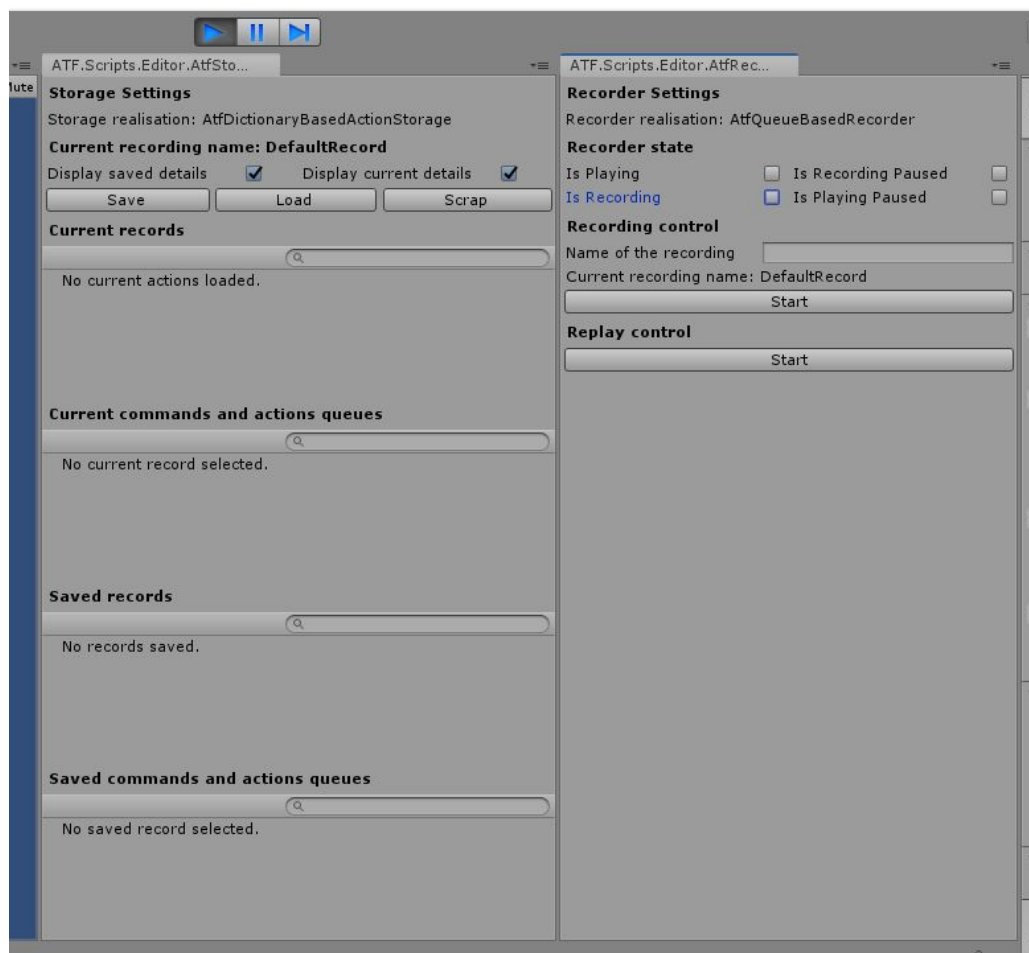 ATF.Scripts.Editor.AtfSto...
Storage Settings
Storage realisation: AtfDictionaryBasedActionStorage
Current recording name: DefaultRecord
Display saved details Display current details
Save Load Scrap
Current records
No current actions loaded.
Current commands and actions queues
No current record selected.
Saved records
No records saved.
Saved commands and actions queues
No saved record selected.
ATF.Scripts.Editor.AtfRec...
Recorder Settings
Recorder realisation: AtfQueueBasedRecorder
Recorder state
Is Playing Is Recording Paused
Is Recording Is Playing Paused
Recording control
Name of the recording
Current recording name: DefaultRecord
Start
Replay control
Start